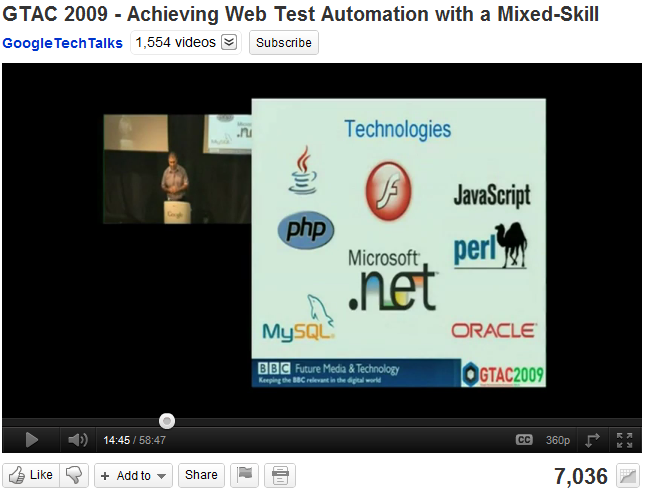 GTAC 2009 - Achieving Web Test Automation with a Mixed-Skill
GoogleTechTalks 1,554 videos Subscribe
Technologies
JavaScript
php
perl
Microsoft
.net
MySQL
ORACLE
BBC Future Media & Technology
Keeping the BBC relevant in the digital world
GTAC2009
Google
14:45 / 58:47 CC 360p
Like + Add to Share 7,036